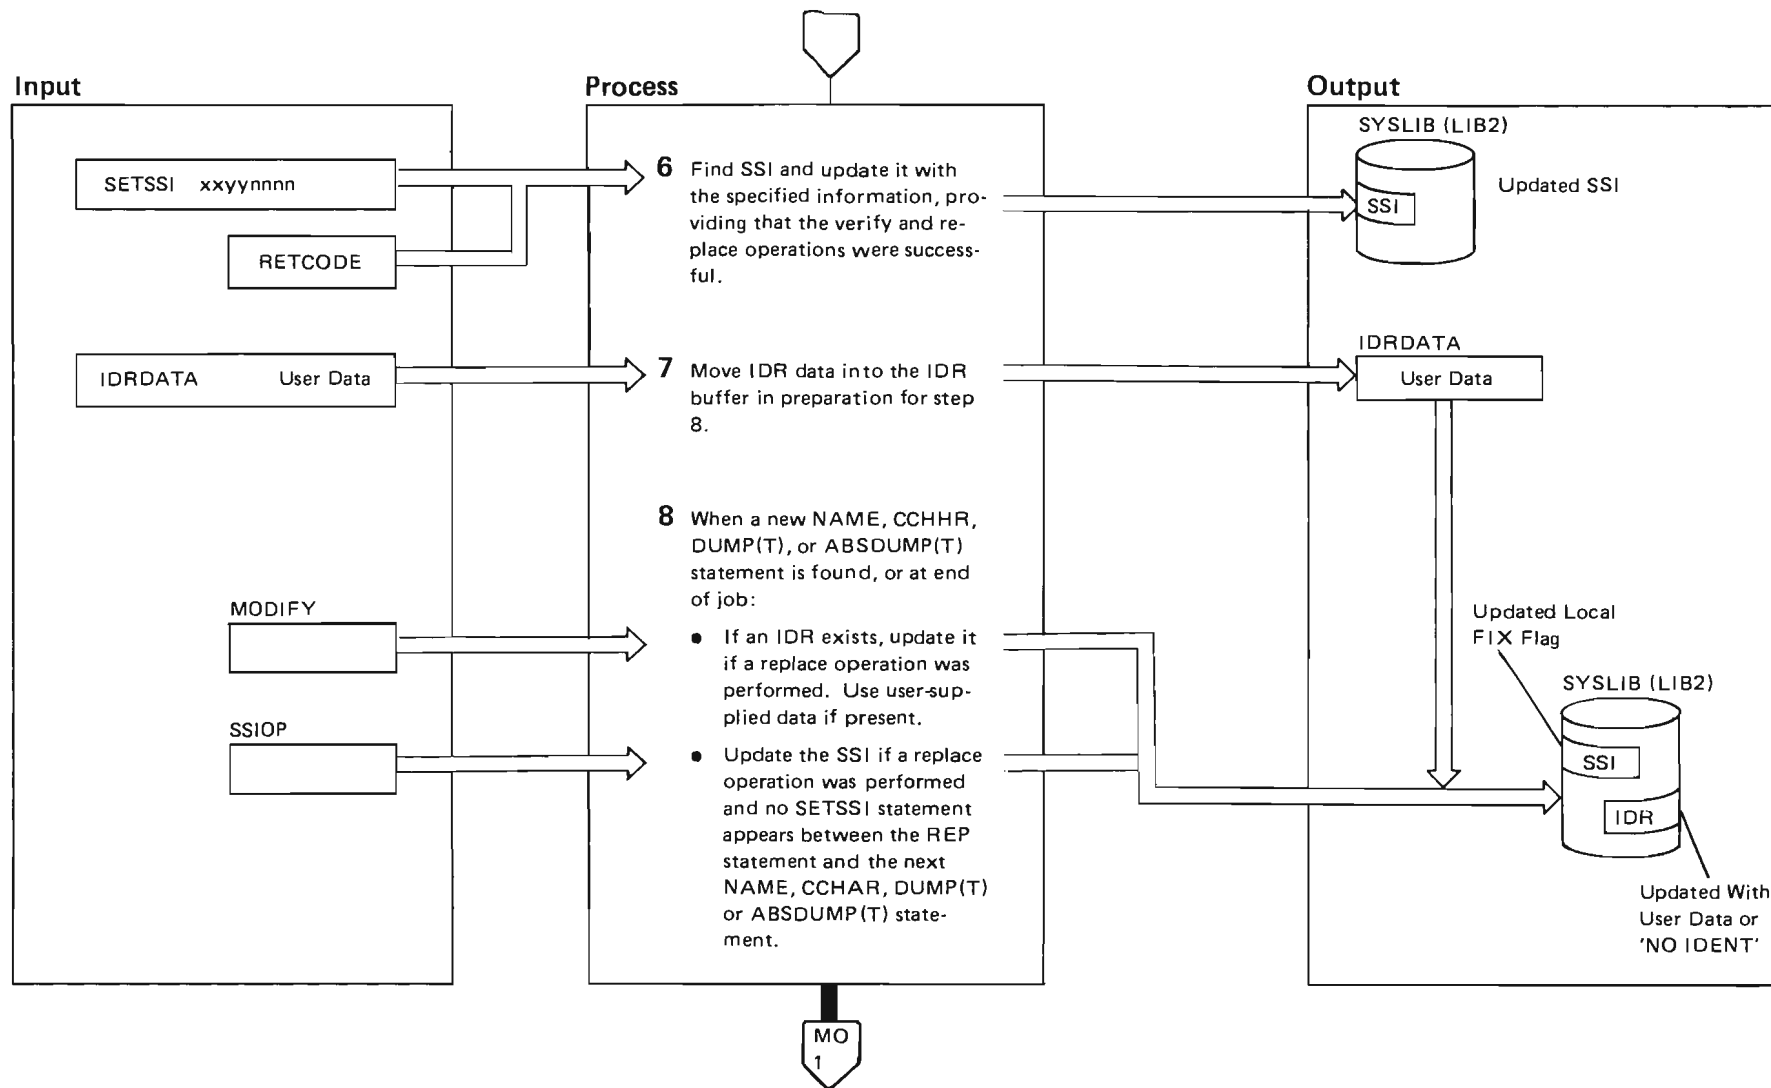 Input
SETSSI xxyynnnn
RETCODE
IDRDATA User Data
MODIFY
SSIOP
Process
6 Find SSI and update it with
the specified information, pro-
viding that the verify and re-
place operations were success-
ful.
7 Move IDR data into the IDR
buffer in preparation for step
8.
8 When a new NAME, CCHHR,
DUMP(T), or ABSDUMP(T)
statement is found, or at end
of job:
• If an IDR exists, update it
if a replace operation was
performed. Use user-sup-
plied data if present.
• Update the SSI if a replace
operation was performed
and no SETSSI statement
appears between the REP
statement and the next
NAME, CCHAR, DUMP(T)
or ABSDUMP(T) state-
ment.
MO
1
Output
SYSLIB (LIB2)
SSI
Updated SSI
IDRDATA
User Data
Updated Local
FIX Flag
SYSLIB (LIB2)
SSI
IDR
Updated With
User Data or
'NO IDENT'